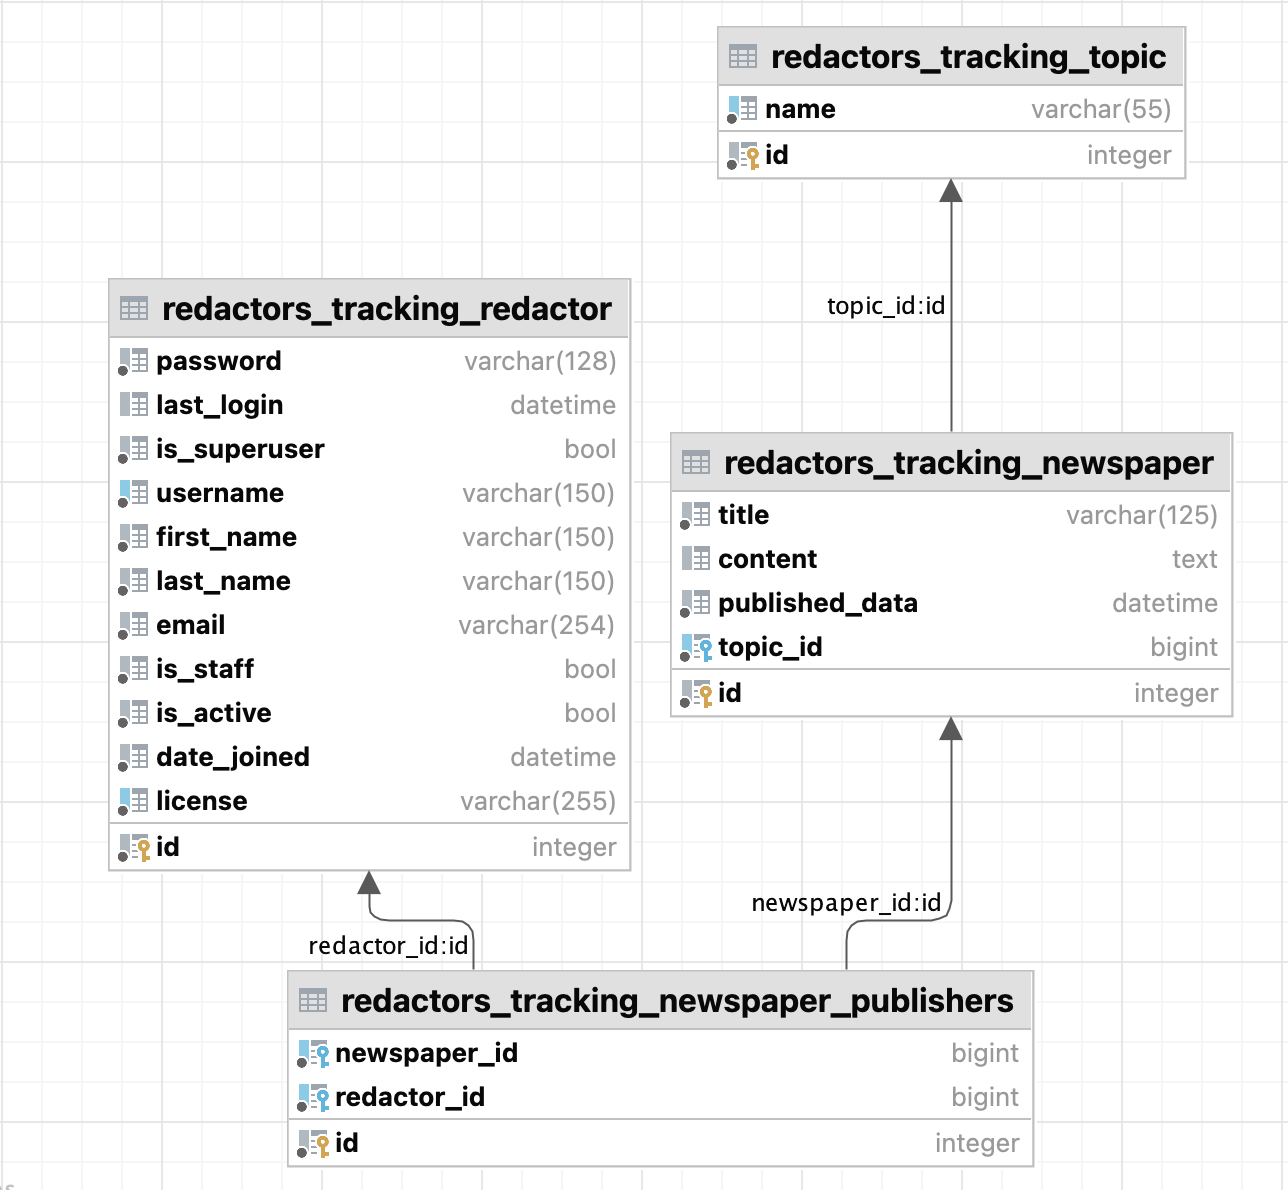 redactors_tracking_topic
name varchar(55)
id integer
topic_id:id
redactors_tracking_redactor
password varchar(128)
last_login datetime
is_superuser bool
username varchar(150)
first_name varchar(150)
last_name varchar(150)
email varchar(254)
is_staff bool
is_active bool
date_joined datetime
license varchar(255)
id integer
redactors_tracking_newspaper
title varchar(125)
content text
published_data datetime
topic_id bigint
id integer
redactor_id:id
newspaper_id:id
redactors_tracking_newspaper_publishers
newspaper_id bigint
redactor_id bigint
id integer